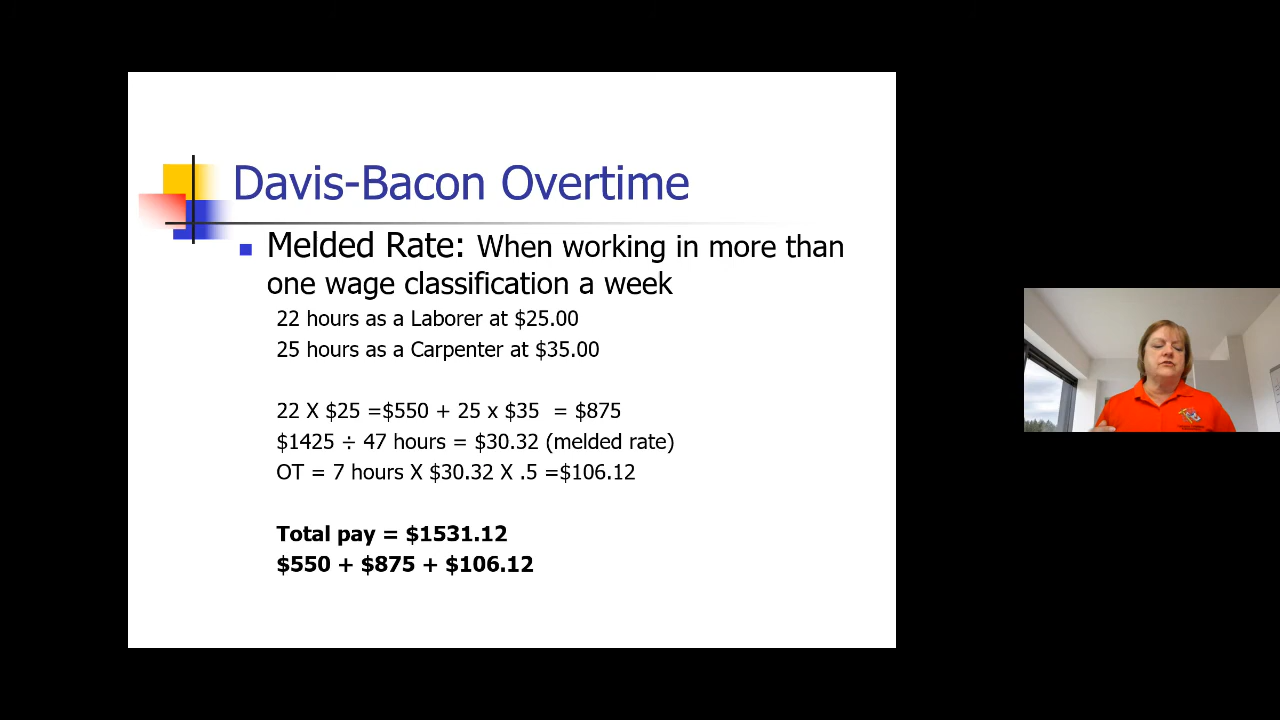 Davis-Bacon Overtime
Melded Rate: When working in more than
one wage classification a week
22 hours as a Laborer at $25.00
25 hours as a Carpenter at $35.00
22 X $25 =$550 + 25 x $35  = $875
$1425 ÷ 47 hours = $30.32 (melded rate)
OT = 7 hours X $30.32 X .5 =$106.12
Total pay = $1531.12
$550 + $875 + $106.12